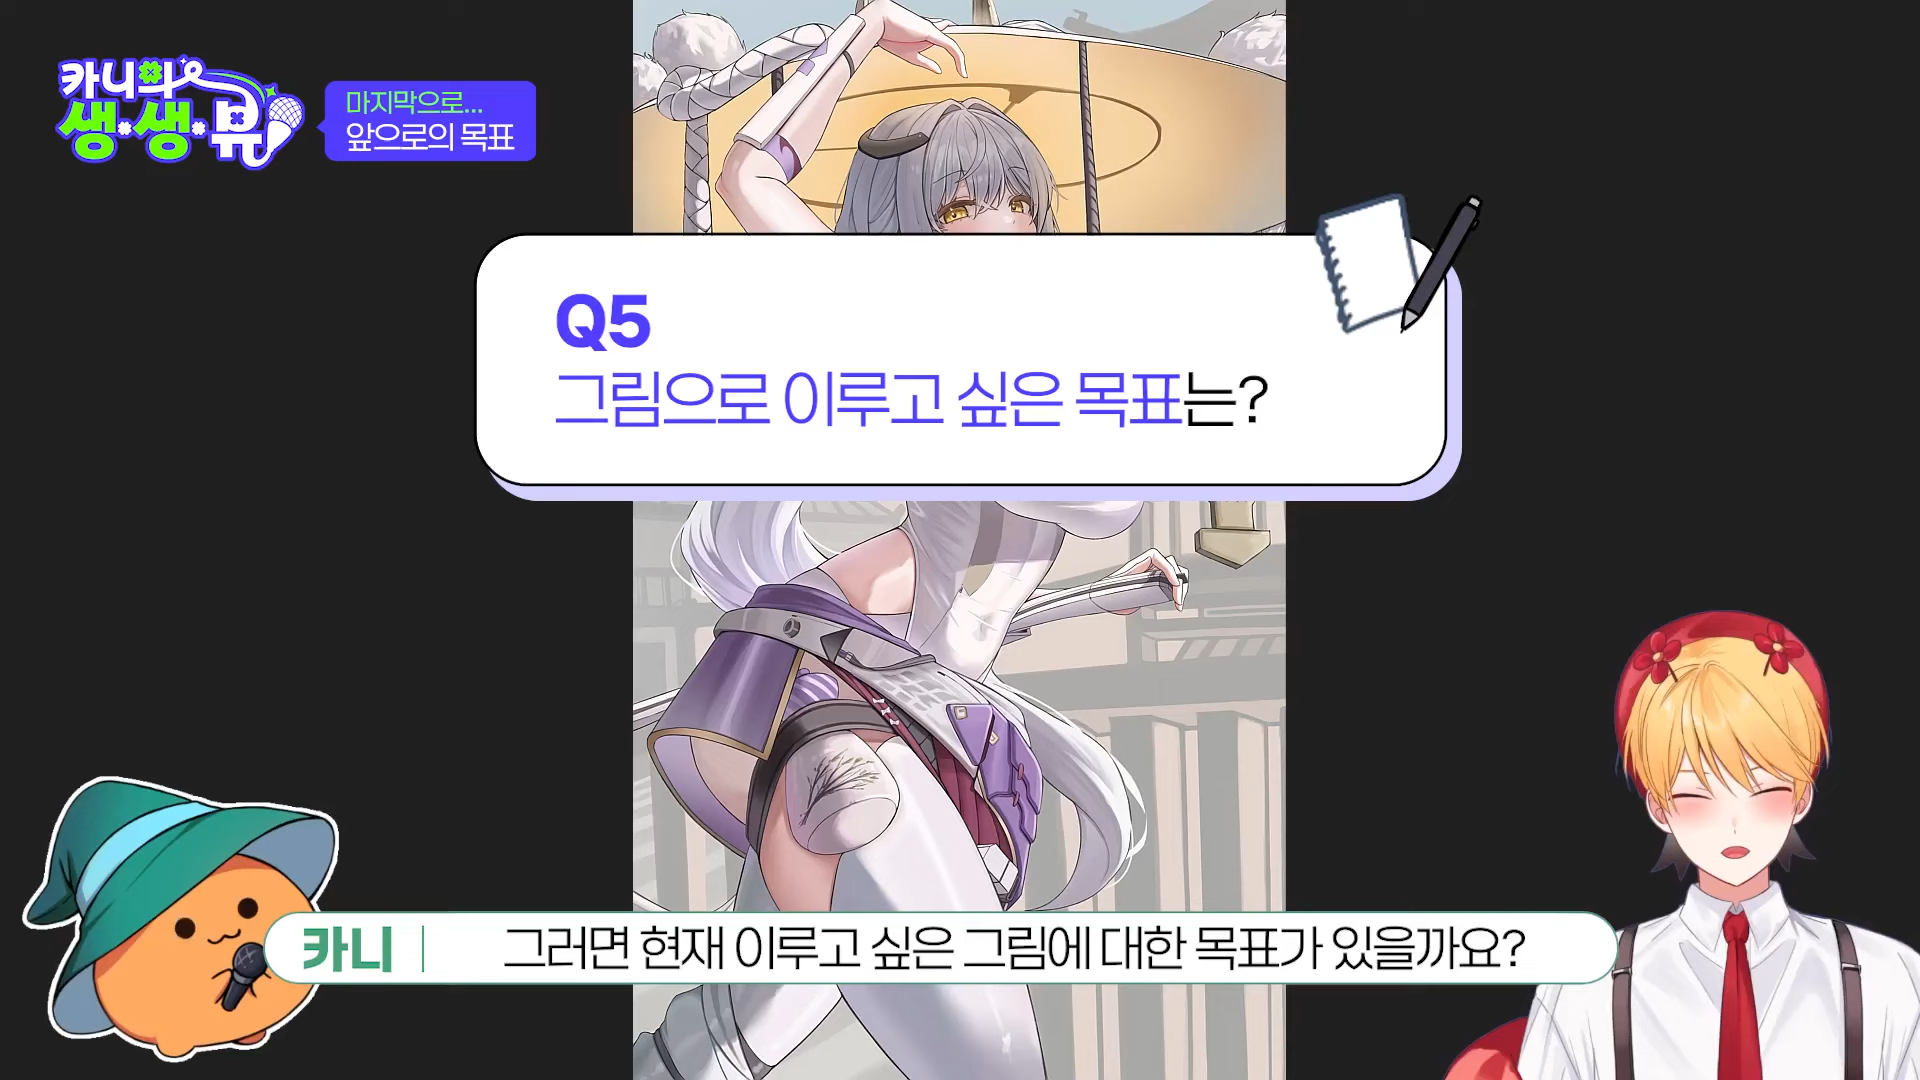 카니의
생생뷰
마지막으로...
앞으로의 목표
Q5
그림으로 이루고 싶은 목표는?
카니
그러면 현재 이루고 싶은 그림에 대한 목표가 있을까요?